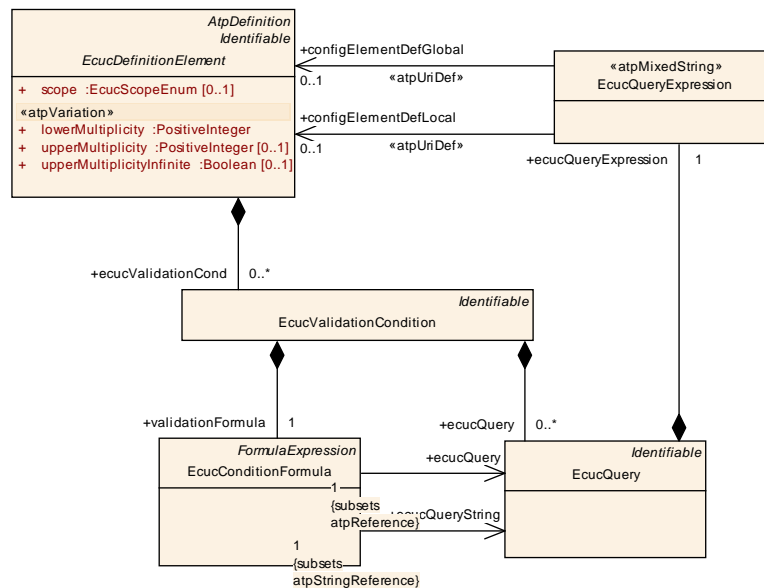 AtpDefinition
Identifiable
EcucDefinitionElement
+ scope :EcucScopeEnum [0..1]
«atpVariation»
+ lowerMultiplicity :PositiveInteger
+ upperMultiplicity :PositiveInteger [0..1]
+ upperMultiplicityInfinite :Boolean [0..1]
+configElementDefGlobal
0..1
«atpUriDef»
+configElementDefLocal
0..1
«atpUriDef»
«atpMixedString»
EcucQueryExpression
+ecucQueryExpression
1
+ecucValidationCond
0..*
Identifiable
EcucValidationCondition
+validationFormula
1
+ecucQuery
0..*
FormulaExpression
EcucConditionFormula
+ecucQuery
1
{subsets
atpReference}
+ecucQueryString
1
{subsets
atpStringReference}
Identifiable
EcucQuery